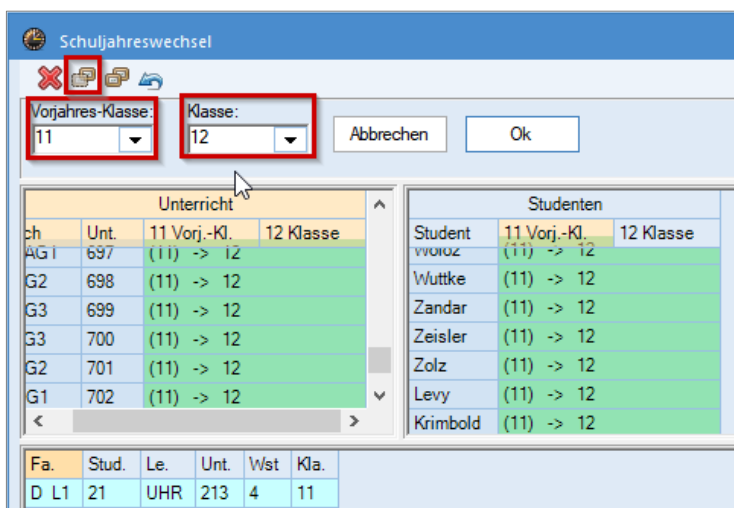 Schuljahreswechsel
Vorjahres-Klasse: Klasse:
11 12 Abbrechen Ok
Unterricht
ch Unt. 11 Vorj.-Kl. 12 Klasse
AG1 697 (11) -> 12
G2 698 (11) -> 12
G3 699 (11) -> 12
G3 700 (11) -> 12
G2 701 (11) -> 12
G1 702 (11) -> 12
Studenten
Student 11 Vorj.-Kl. 12 Klasse
(11) -> 12
Wuttke (11) -> 12
Zandar (11) -> 12
Zeisler (11) -> 12
Zolz (11) -> 12
Levy (11) -> 12
Krimbold (11) -> 12
Fa. Stud. Le. Unt. Wst Kla.
D L1 21 UHR 213 4 11